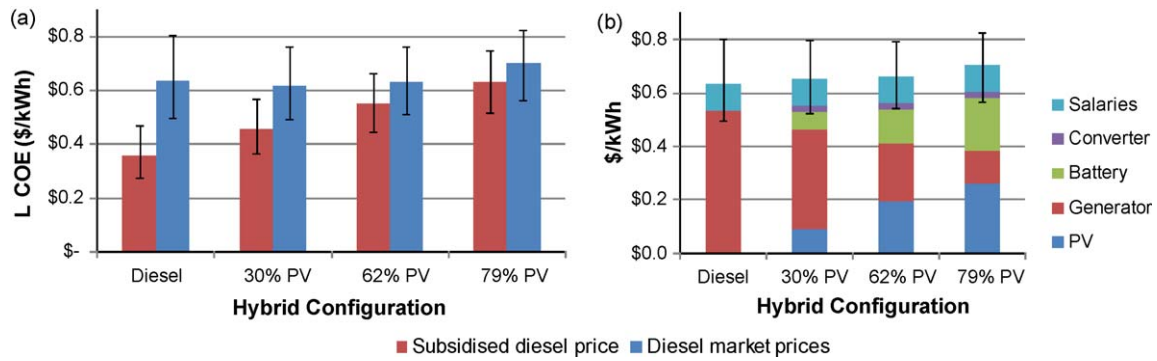 (a)
L COE ($/kWh)
$0.8
$0.6
$0.4
$0.2
$-
Diesel
30% PV
62% PV
79% PV
Hybrid Configuration
(b)
$/kWh
$0.8
$0.6
$0.4
$0.2
$0.0
Diesel
30% PV
62% PV
79% PV
Hybrid Configuration
Salaries
Converter
Battery
Generator
PV
Subsidised diesel price
Diesel market prices